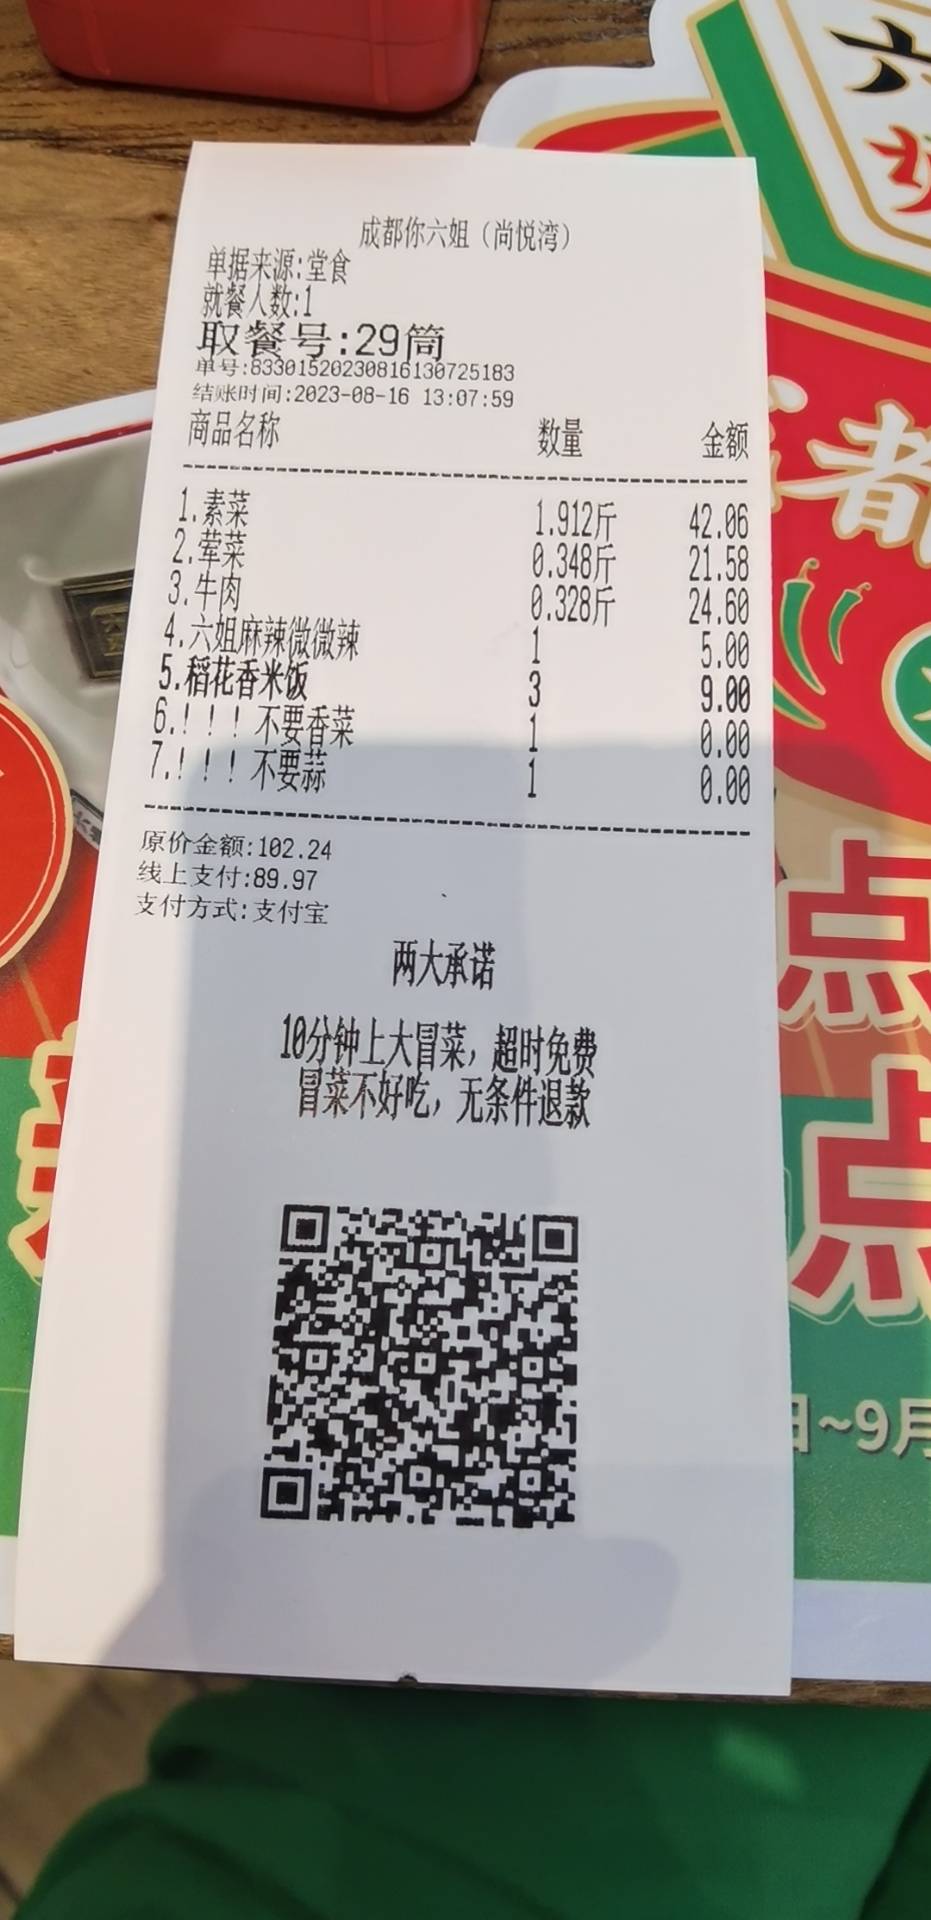 成都你六姐（尚悦湾）
单据来源:堂食
就餐人数:1
取餐号:29筒
单号:8330152023081613072518​3
结账时间:2023-08-16 13:07:59
商品名称 数量 金额
1.素菜 1.912斤 42.06
2.荤菜 0.348斤 21.58
3.牛肉 0.328斤 24.60
4.六姐麻辣微微辣 1 5.00
5.稻花香米饭 3 9.00
6.！！！不要香菜 1 0.00
7.！！！不要蒜 1 0.00
原价金额:102.24
线上支付:89.97
支付方式:支付宝
两大承诺
10分钟上大冒菜，超时免费
冒菜不好吃，无条件退款
六
都
点
点
日~9月